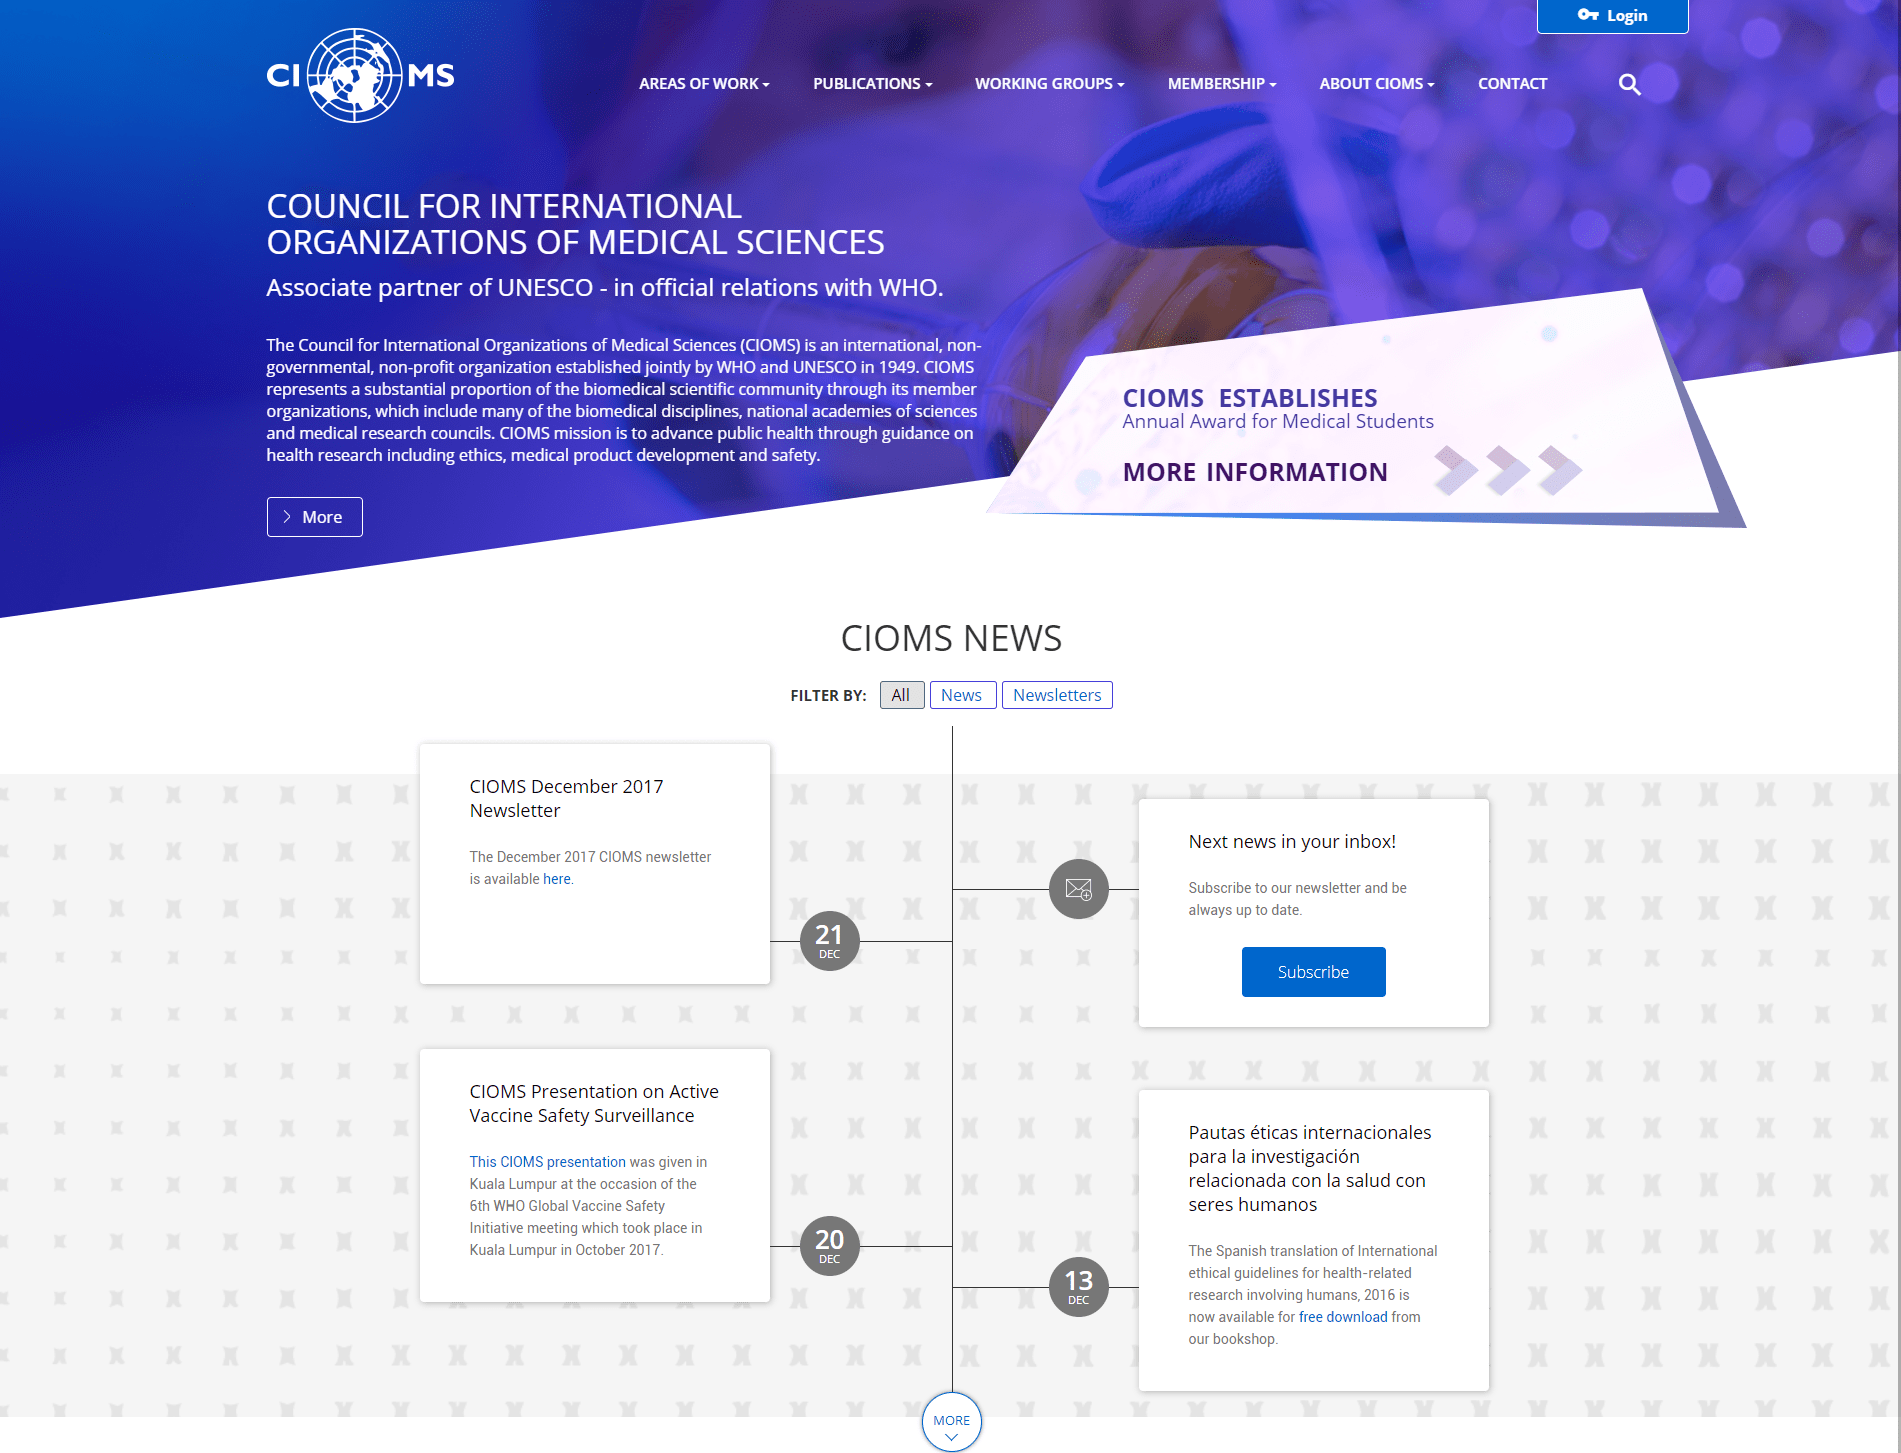 Login
CI MS
AREAS OF WORK
PUBLICATIONS
WORKING GROUPS
MEMBERSHIP
ABOUT CIOMS
CONTACT
COUNCIL FOR INTERNATIONAL
ORGANIZATIONS OF MEDICAL SCIENCES
Associate partner of UNESCO - in official relations with WHO.
The Council for International Organizations of Medical Sciences (CIOMS) is an international, non-
governmental, non-profit organization established jointly by WHO and UNESCO in 1949. CIOMS
represents a substantial proportion of the biomedical scientific community through its member
organizations, which include many of the biomedical disciplines, national academies of sciences
and medical research councils. CIOMS mission is to advance public health through guidance on
health research including ethics, medical product development and safety.
More
CIOMS ESTABLISHES
Annual Award for Medical Students
MORE INFORMATION
CIOMS NEWS
FILTER BY: All News Newsletters
CIOMS December 2017
Newsletter
The December 2017 CIOMS newsletter
is available here.
21
DEC
Next news in your inbox!
Subscribe to our newsletter and be
always up to date.
Subscribe
CIOMS Presentation on Active
Vaccine Safety Surveillance
This CIOMS presentation was given in
Kuala Lumpur at the occasion of the
6th WHO Global Vaccine Safety
Initiative meeting which took place in
Kuala Lumpur in October 2017.
20
DEC
Pautas éticas internacionales
para la investigación
relacionada con la salud con
seres humanos
The Spanish translation of International
ethical guidelines for health-related
research involving humans, 2016 is
now available for free download from
our bookshop.
13
DEC
MORE